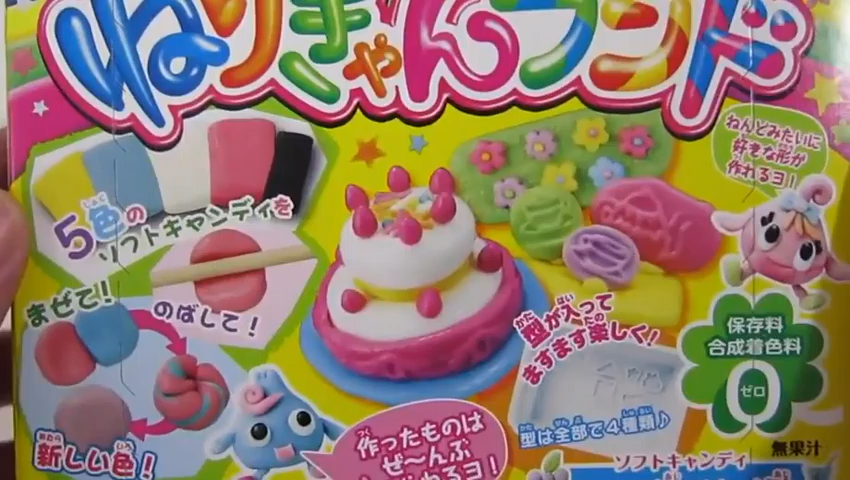 ねりきゃんランド
ねんどみたいに
好きな形が
作れるヨ！
5色の
ソフトキャンディを
まぜて！
のばして！
新しい色！
型が入って
ますます楽しく！
型は全部で4種類♪
保存料
合成着色料
0
ゼロ
無果汁
作ったものは
ぜ～んぶ
れるヨ！
ソフトキャンディ